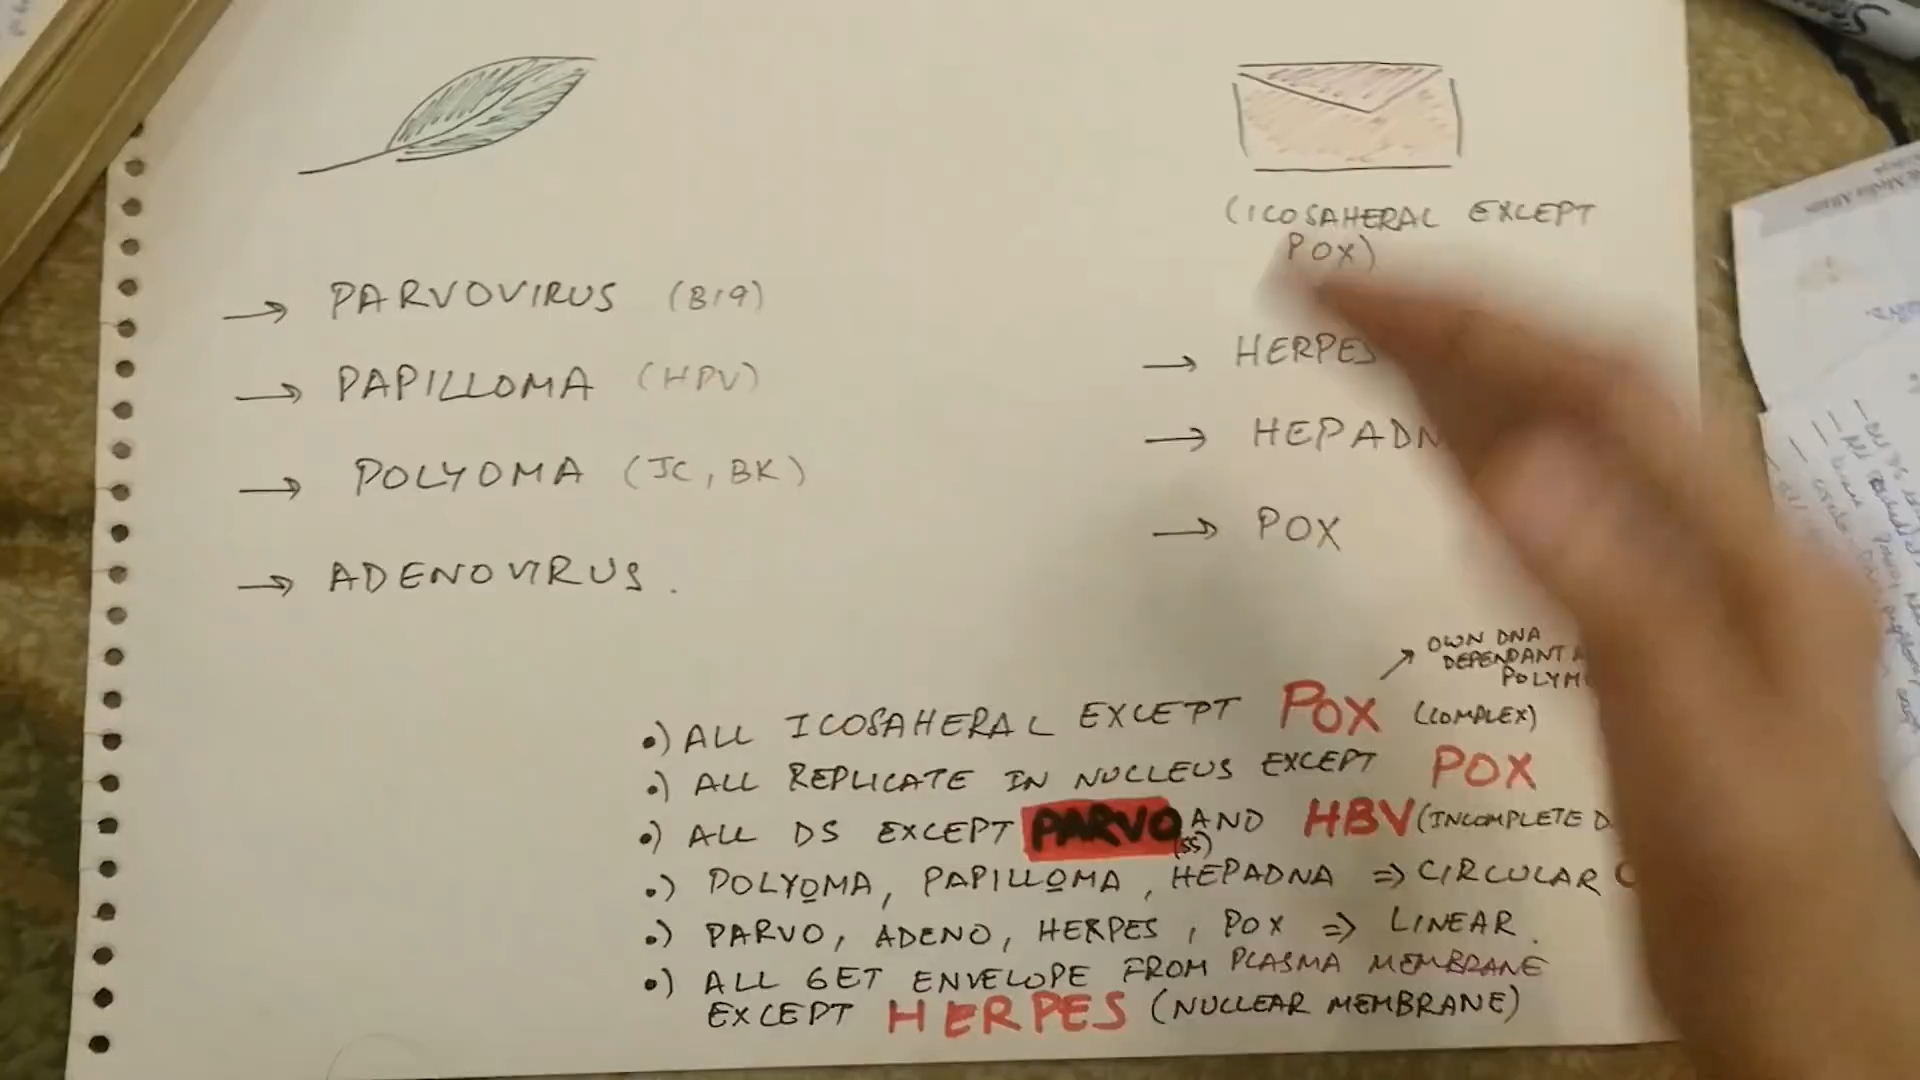 (ICOSAHERAL EXCEPT
POX)
→ PARVOVIRUS (B19)
→ PAPILLOMA (HPV)
→ POLYOMA (JC, BK)
→ ADENOVIRUS.
→ HERPES
→ HEPADN
→ POX
OWN DNA
DEPENDANT
POLYM
•) ALL ICOSAHERAL EXCEPT POX (COMPLEX)
•) ALL REPLICATE IN NUCLEUS EXCEPT POX
•) ALL DS EXCEPT PARVO (SS) AND HBV (INCOMPLETE D
•) POLYOMA, PAPILLOMA, HEPADNA ⇒ CIRCULAR
•) PARVO, ADENO, HERPES, POX ⇒ LINEAR.
•) ALL GET ENVELOPE FROM PLASMA MEMBRANE
EXCEPT HERPES (NUCLEAR MEMBRANE)